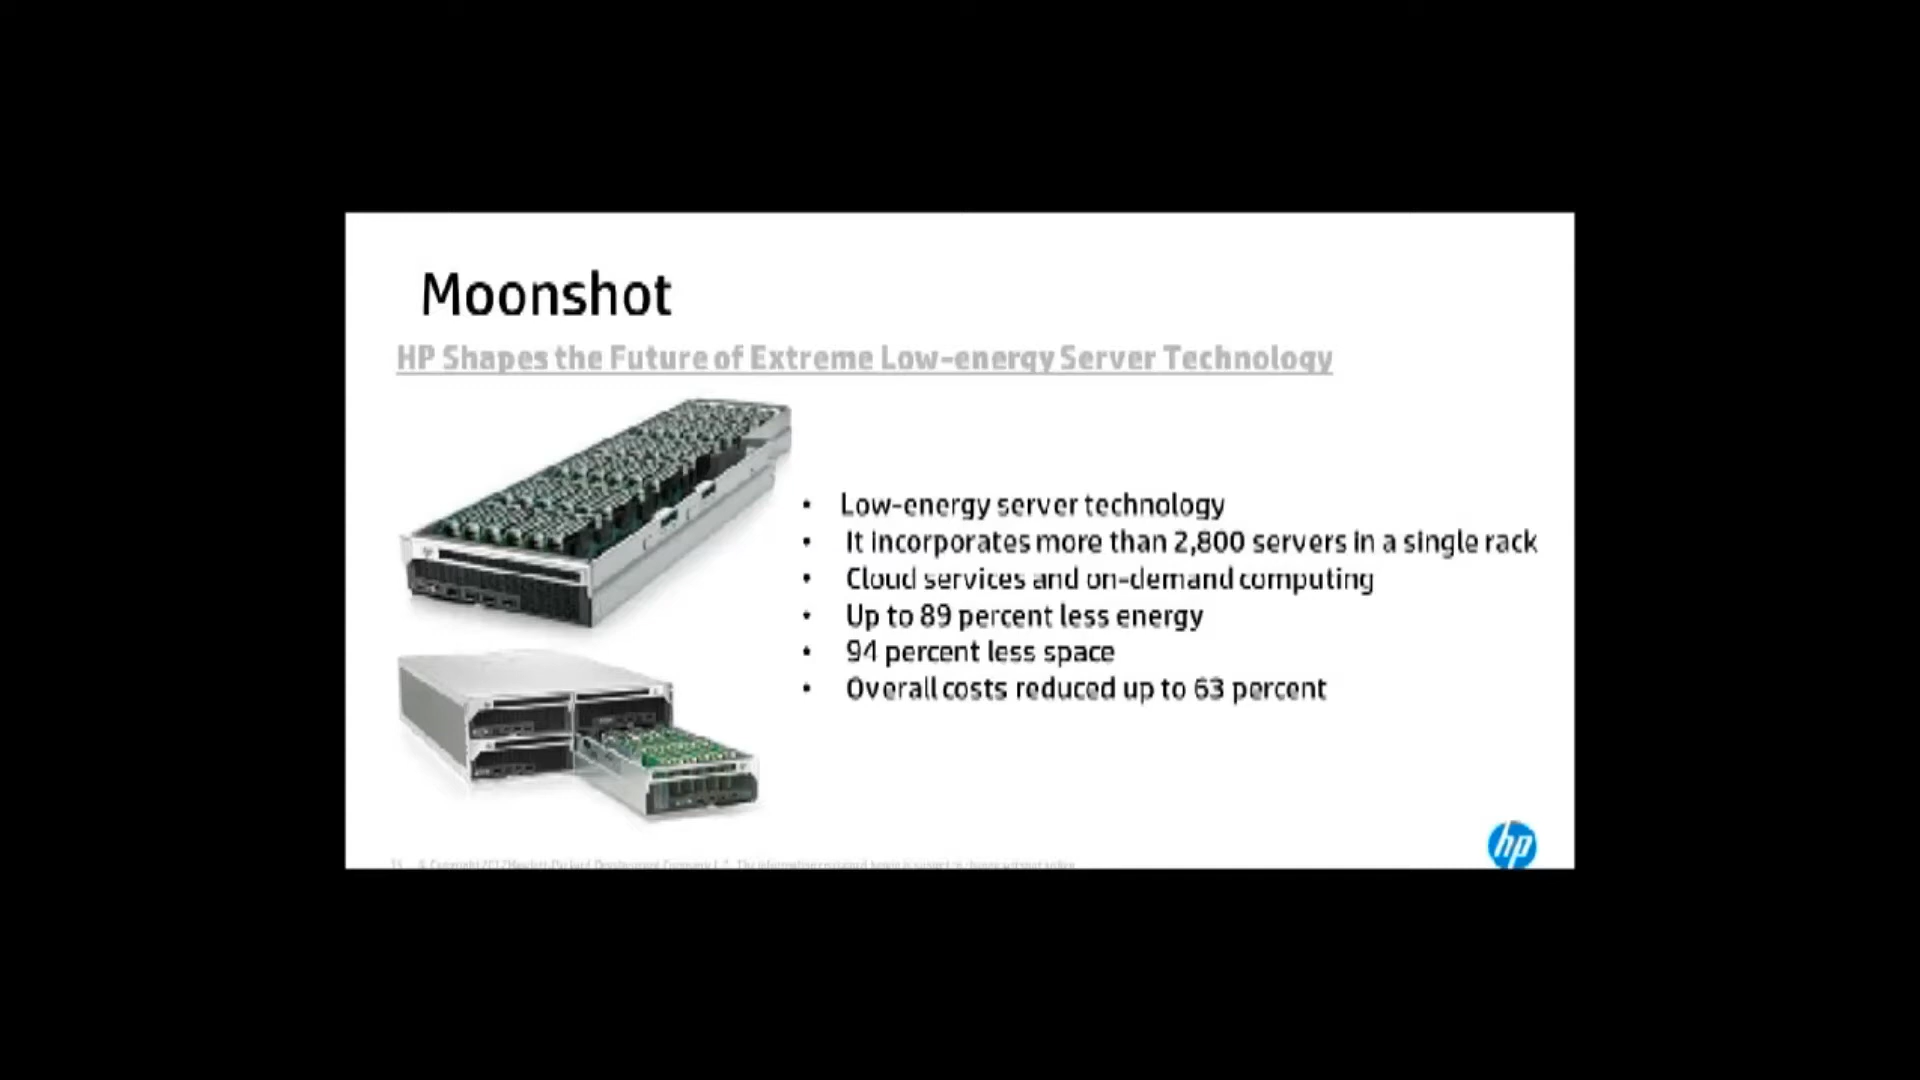 Moonshot
HP Shapes the Future of Extreme Low-energy Server Technology
• Low-energy server technology
• It incorporates more than 2,800 servers in a single rack
• Cloud services and on-demand computing
• Up to 89 percent less energy
• 94 percent less space
• Overall costs reduced up to 63 percent
hp